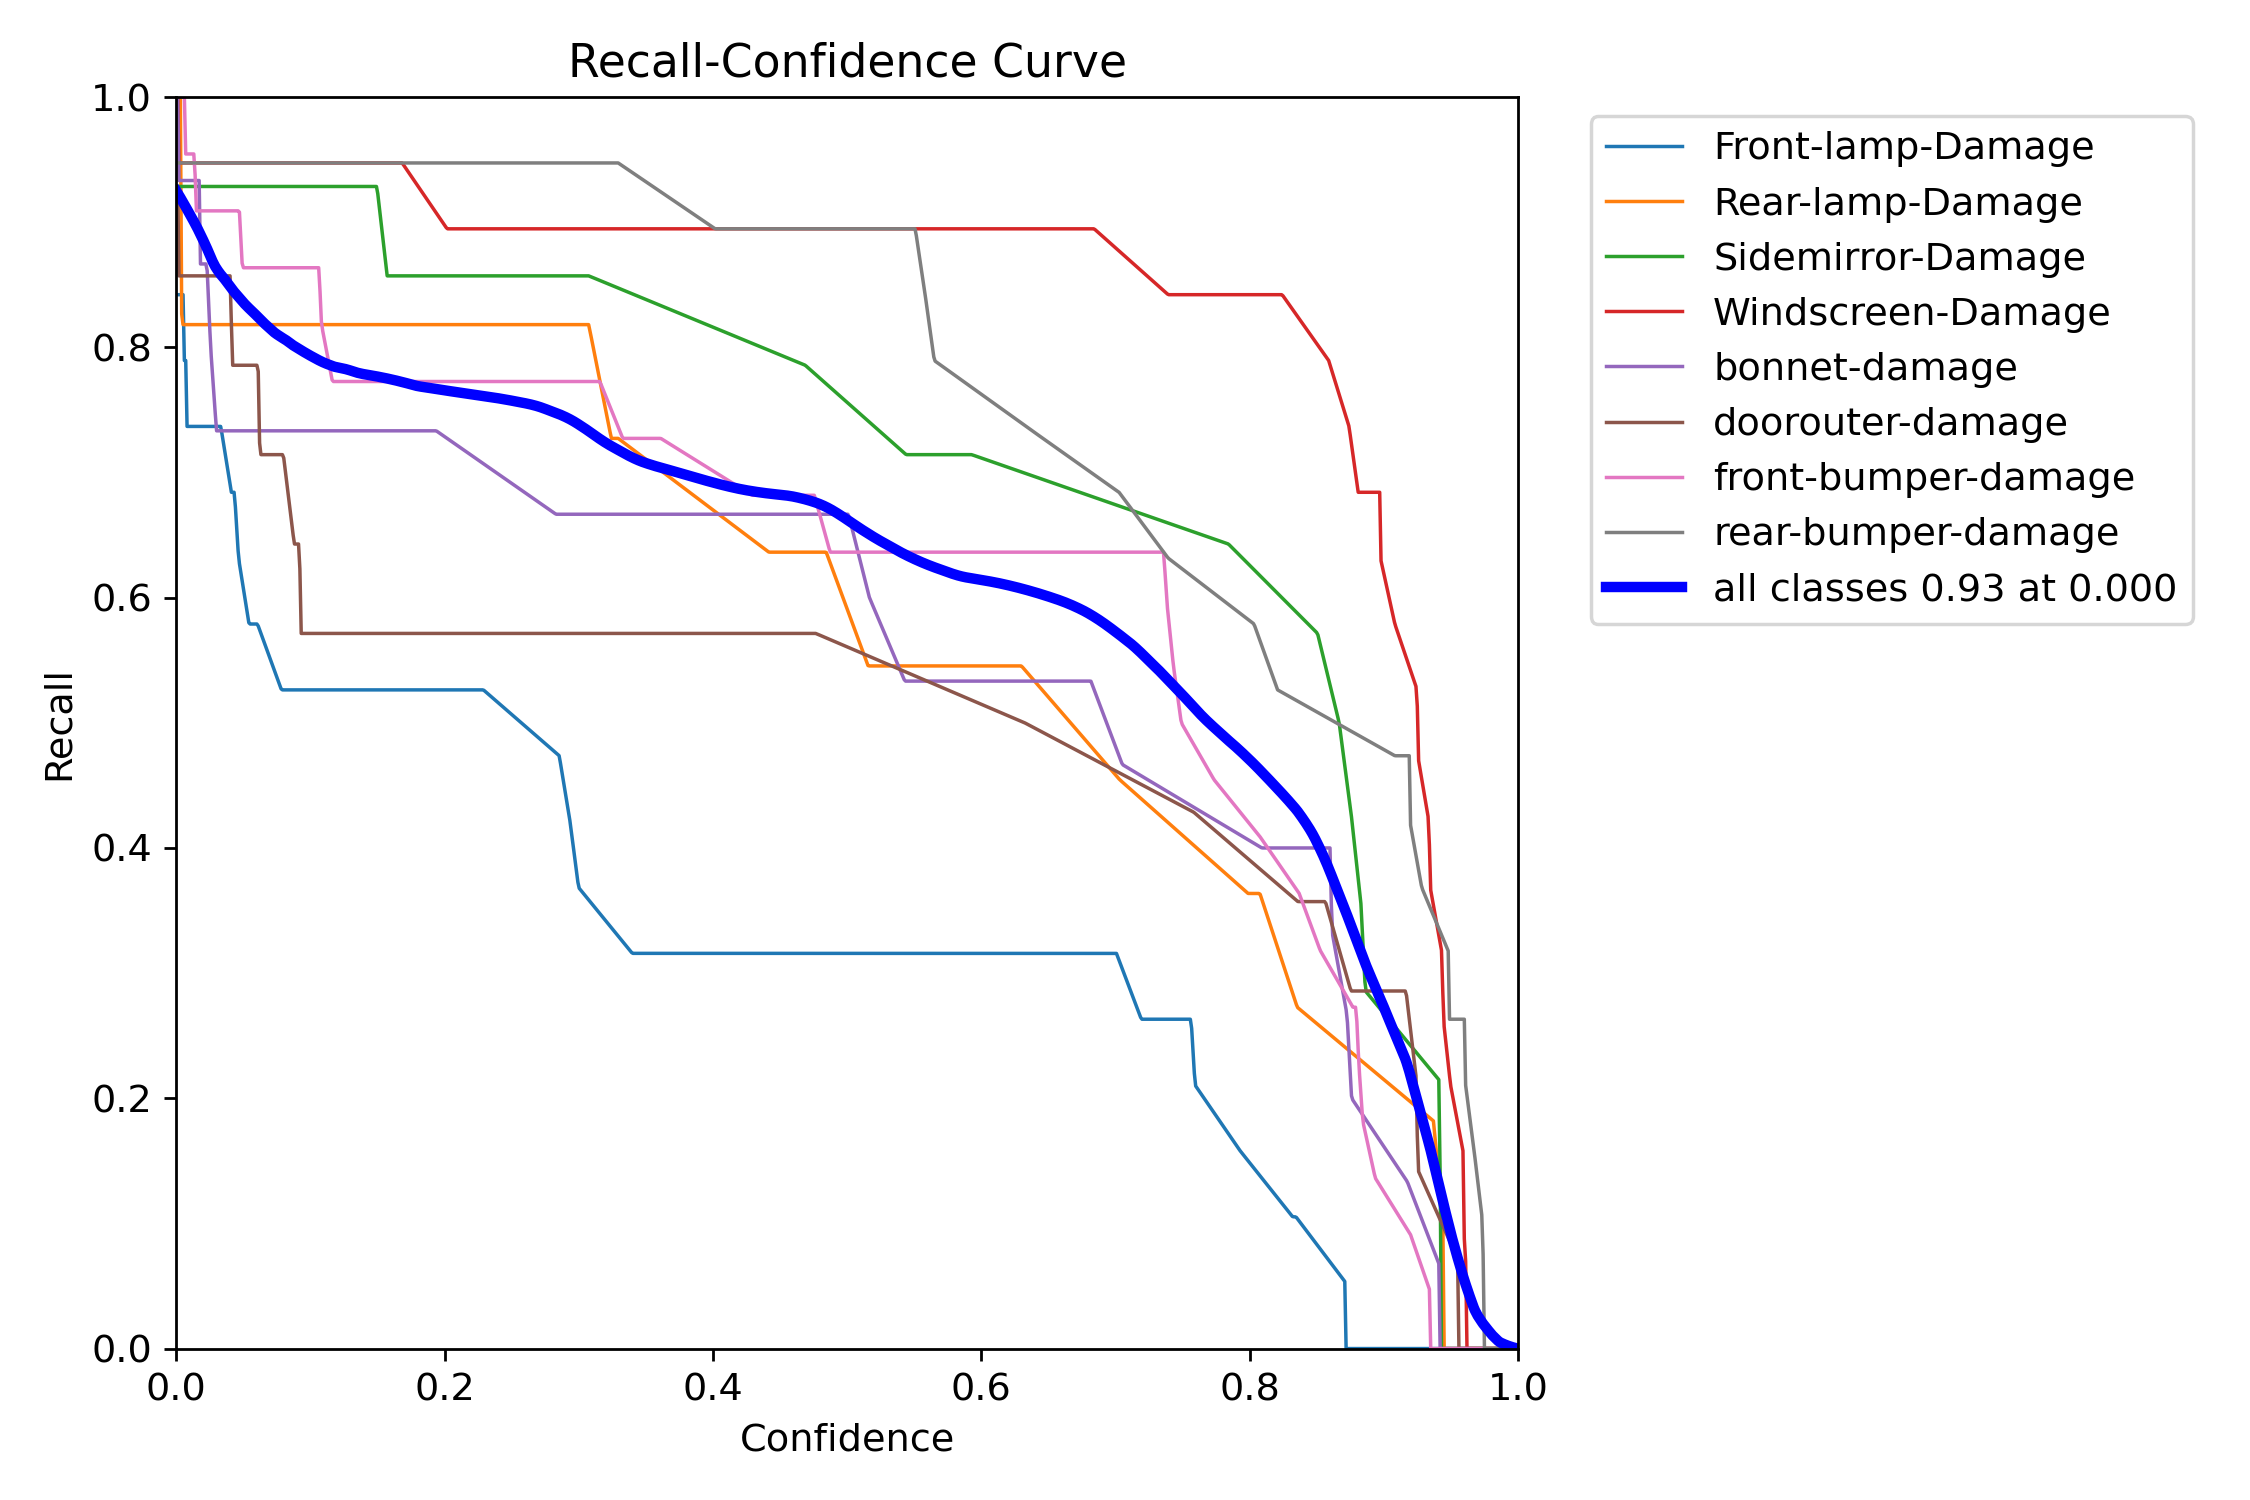 Recall-Confidence Curve
1.0
0.8
0.6
0.4
0.2
0.0
Recall
0.0 0.2 0.4 0.6 0.8 1.0
Confidence
Front-lamp-Damage
Rear-lamp-Damage
Sidemirror-Damage
Windscreen-Damage
bonnet-damage
doorouter-damage
front-bumper-damage
rear-bumper-damage
all classes 0.93 at 0.000